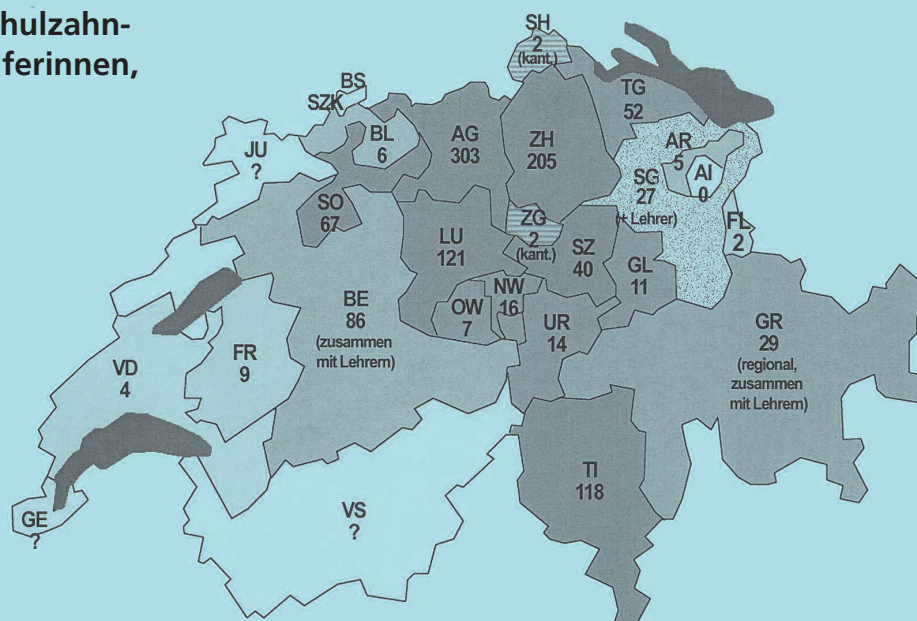 hulzahn-
ferinnen,
SH
2
(kant.)
BS
SZK
TG
52
BL
6
AG
303
ZH
205
AR
5
AI
0
JU
?
SG
27
(+ Lehrer)
SO
67
ZG
2
(kant.)
FL
2
LU
121
SZ
40
GL
11
NW
16
BE
86
(zusammen
mit Lehrern)
OW
7
UR
14
GR
29
(regional,
zusammen
mit Lehrern)
FR
9
VD
4
TI
118
VS
?
GE
?